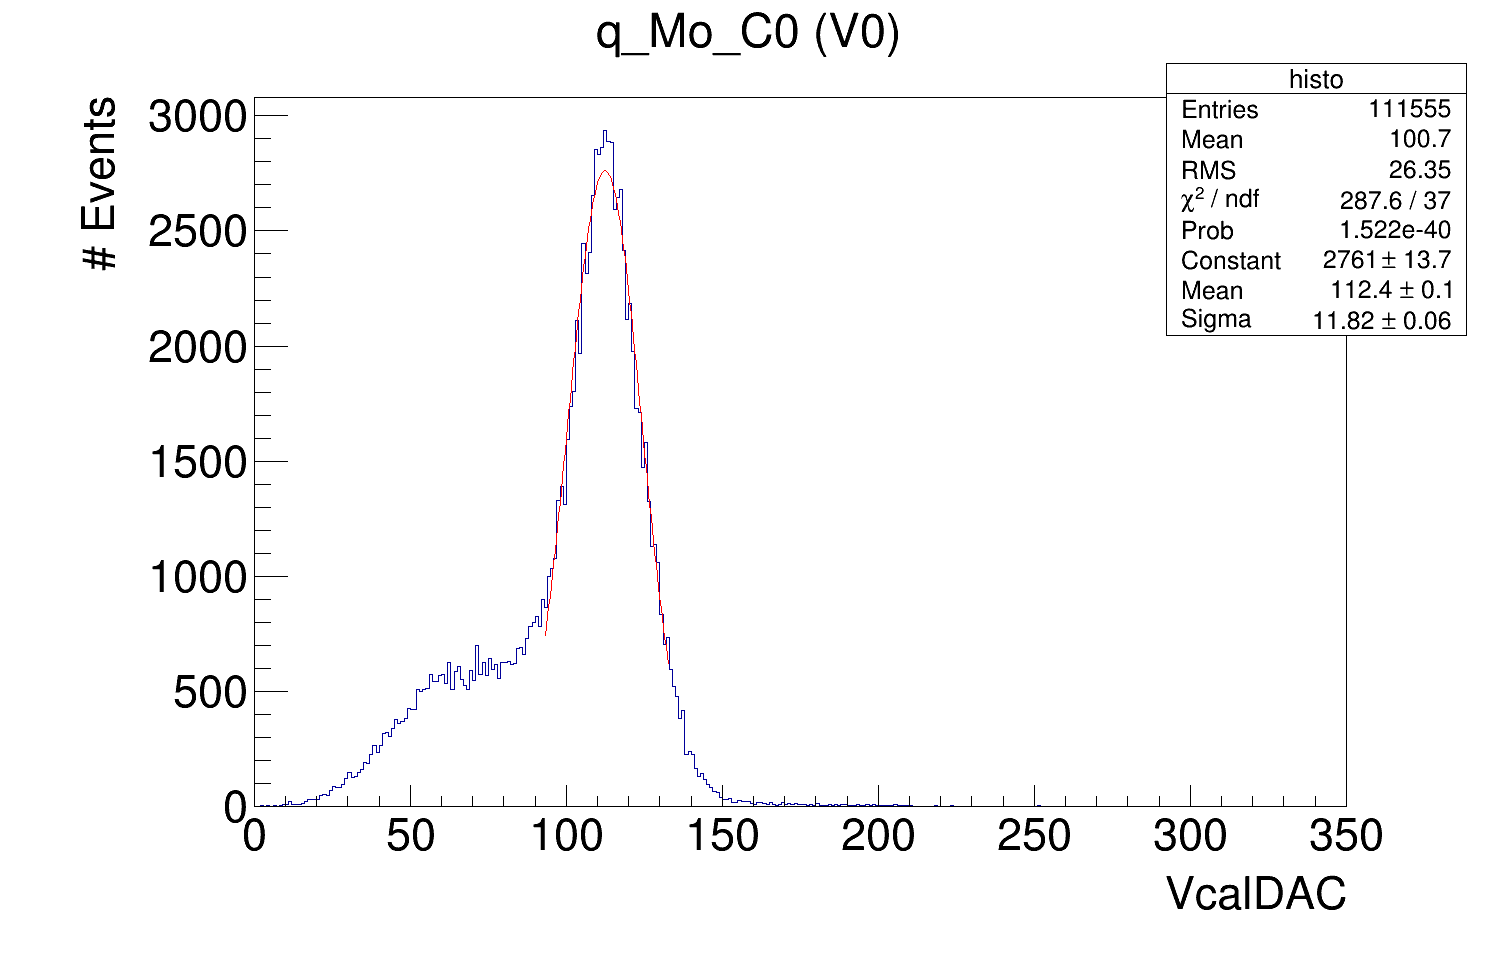 q_Mo_C0 (V0)
histo
Entries 111555
Mean 100.7
RMS 26.35
χ² / ndf 287.6 / 37
Prob 1.522e-40
Constant 2761 ± 13.7
Mean 112.4 ± 0.1
Sigma 11.82 ± 0.06
# Events
3000
2500
2000
1500
1000
500
0
0 50 100 150 200 250 300 350
VcalDAC